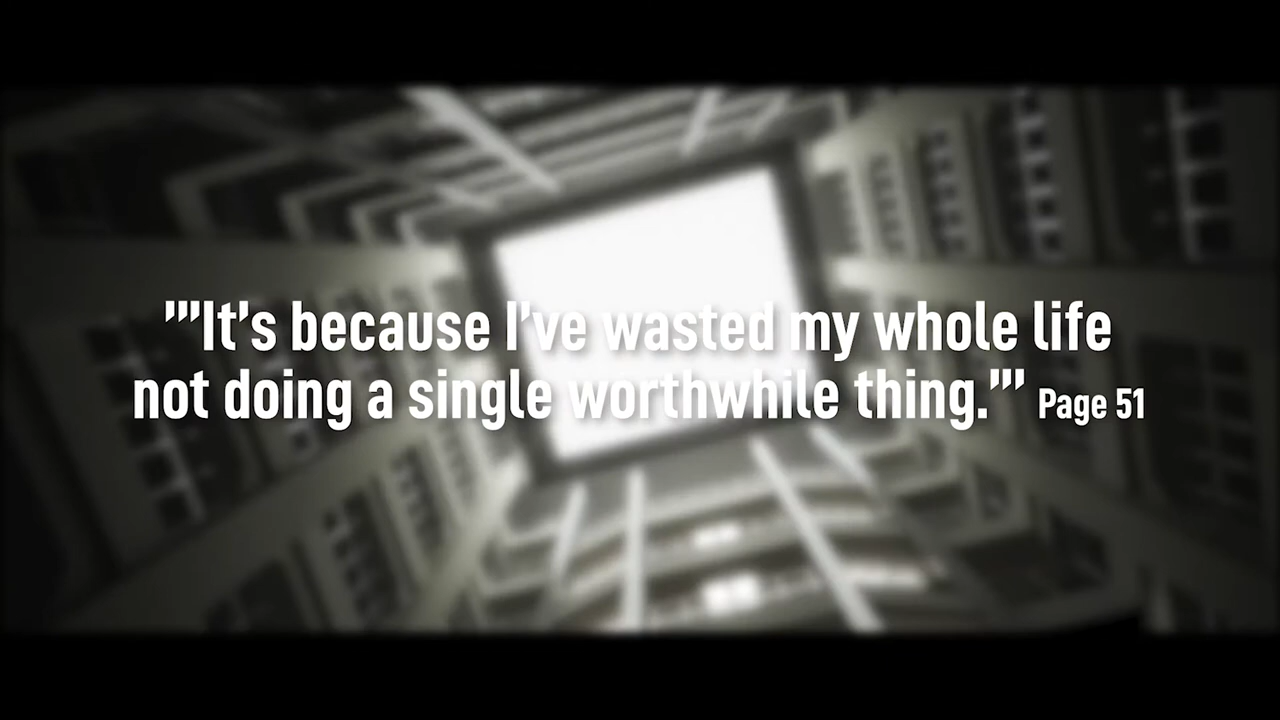 "'It's because I've wasted my whole life
not doing a single worthwhile thing.'" Page 51